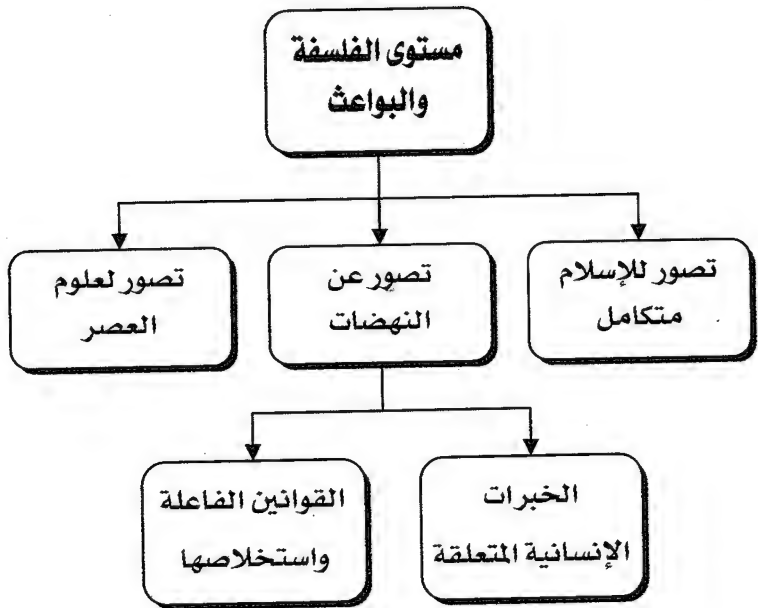 مستوى الفلسفة
والبواعث
تصور للإسلام
متكامل
تصور عن
النهضات
تصور لعلوم
العصر
الخبرات
الإنسانية المتعلقة
القوانين الفاعلة
واستخلاصها